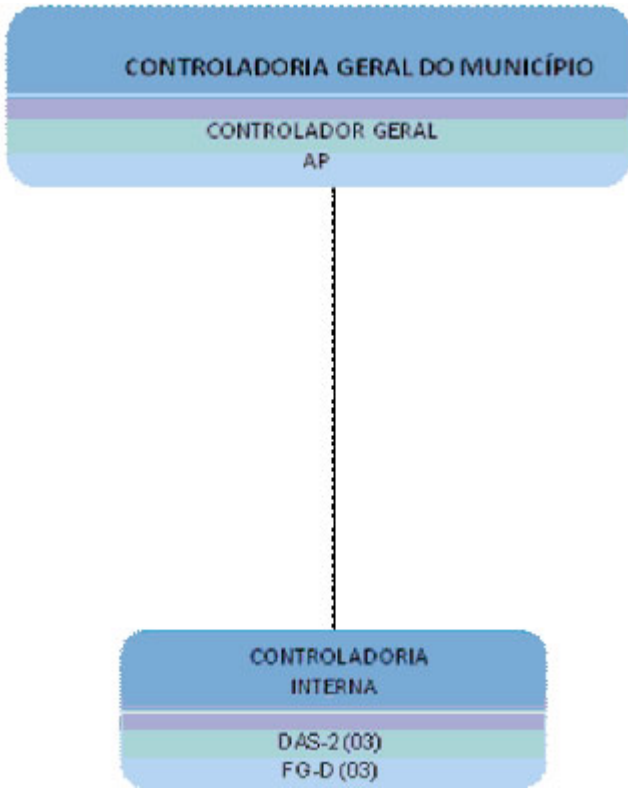 CONTROLADORIA GERAL DO MUNICÍPIO
CONTROLADOR GERAL
AP
CONTROLADORIA
INTERNA
DAS-2 (03)
FG-D (03)